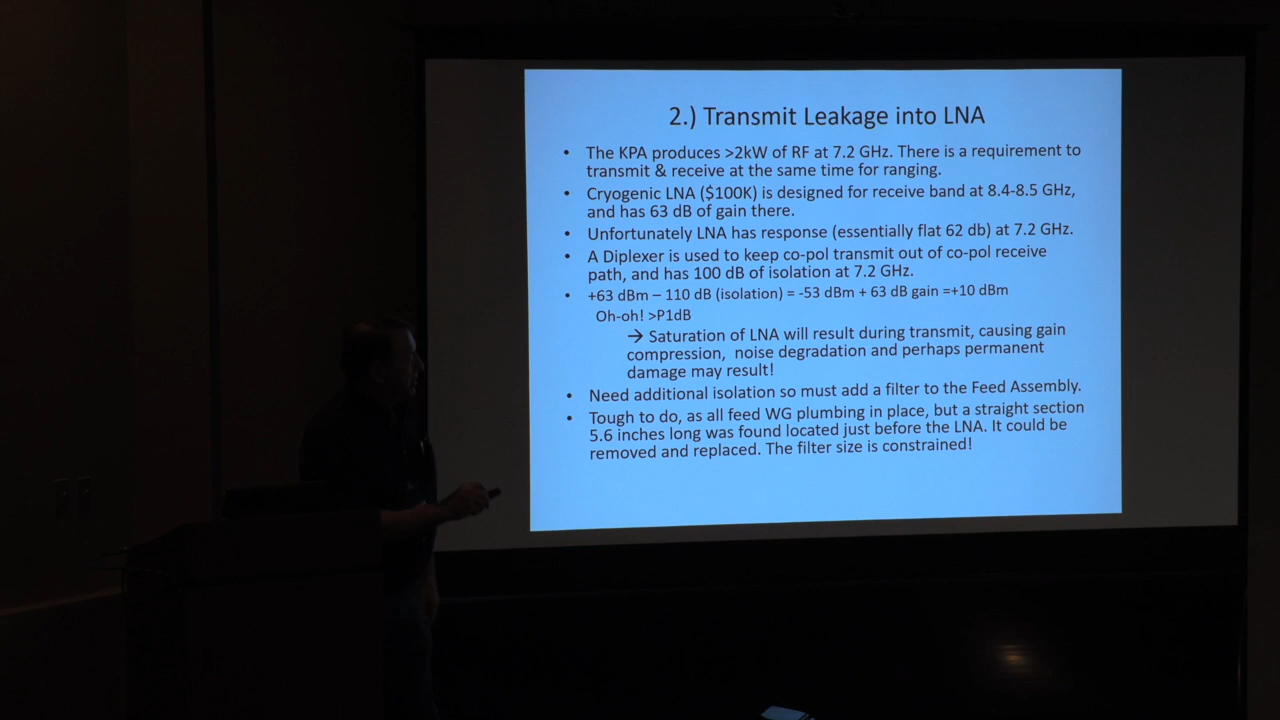 2.) Transmit Leakage into LNA
• The KPA produces >2kW of RF at 7.2 GHz. There is a requirement to
transmit & receive at the same time for ranging.
• Cryogenic LNA ($100K) is designed for receive band at 8.4-8.5 GHz,
and has 63 dB of gain there.
• Unfortunately LNA has response (essentially flat 62 db) at 7.2 GHz.
• A Diplexer is used to keep co-pol transmit out of co-pol receive
path, and has 100 dB of isolation at 7.2 GHz.
• +63 dBm – 110 dB (isolation) = -53 dBm + 63 dB gain =+10 dBm
Oh-oh! >P1dB
→ Saturation of LNA will result during transmit, causing gain
compression, noise degradation and perhaps permanent
damage may result!
• Need additional isolation so must add a filter to the Feed Assembly.
• Tough to do, as all feed WG plumbing in place, but a straight section
5.6 inches long was found located just before the LNA. It could be
removed and replaced. The filter size is constrained!